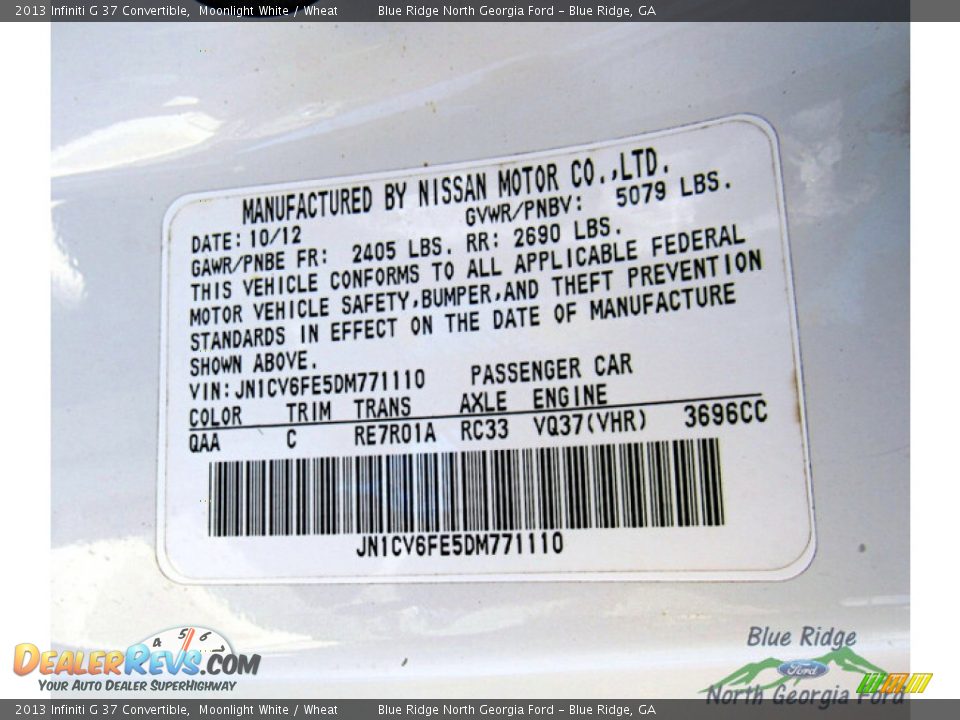 2013 Infiniti G 37 Convertible, Moonlight White / Wheat Blue Ridge North Georgia Ford - Blue Ridge, GA
MANUFACTURED BY NISSAN MOTOR CO.,LTD.
DATE: 10/12 GVWR/PNBV: 5079 LBS.
GAWR/PNBE FR: 2405 LBS. RR: 2690 LBS.
THIS VEHICLE CONFORMS TO ALL APPLICABLE FEDERAL
MOTOR VEHICLE SAFETY,BUMPER,AND THEFT PREVENTION
STANDARDS IN EFFECT ON THE DATE OF MANUFACTURE
SHOWN ABOVE.
VIN:JN1CV6FE5DM771110 PASSENGER CAR
COLOR TRIM TRANS AXLE ENGINE
QAA C RE7R01A RC33 VQ37(VHR) 3696CC
JN1CV6FE5DM771110
4 5 6
DEALERREVS.COM
YOUR AUTO DEALER SUPERHIGHWAY
Blue Ridge
Ford
North Georgia Ford
2013 Infiniti G 37 Convertible, Moonlight White / Wheat Blue Ridge North Georgia Ford - Blue Ridge, GA